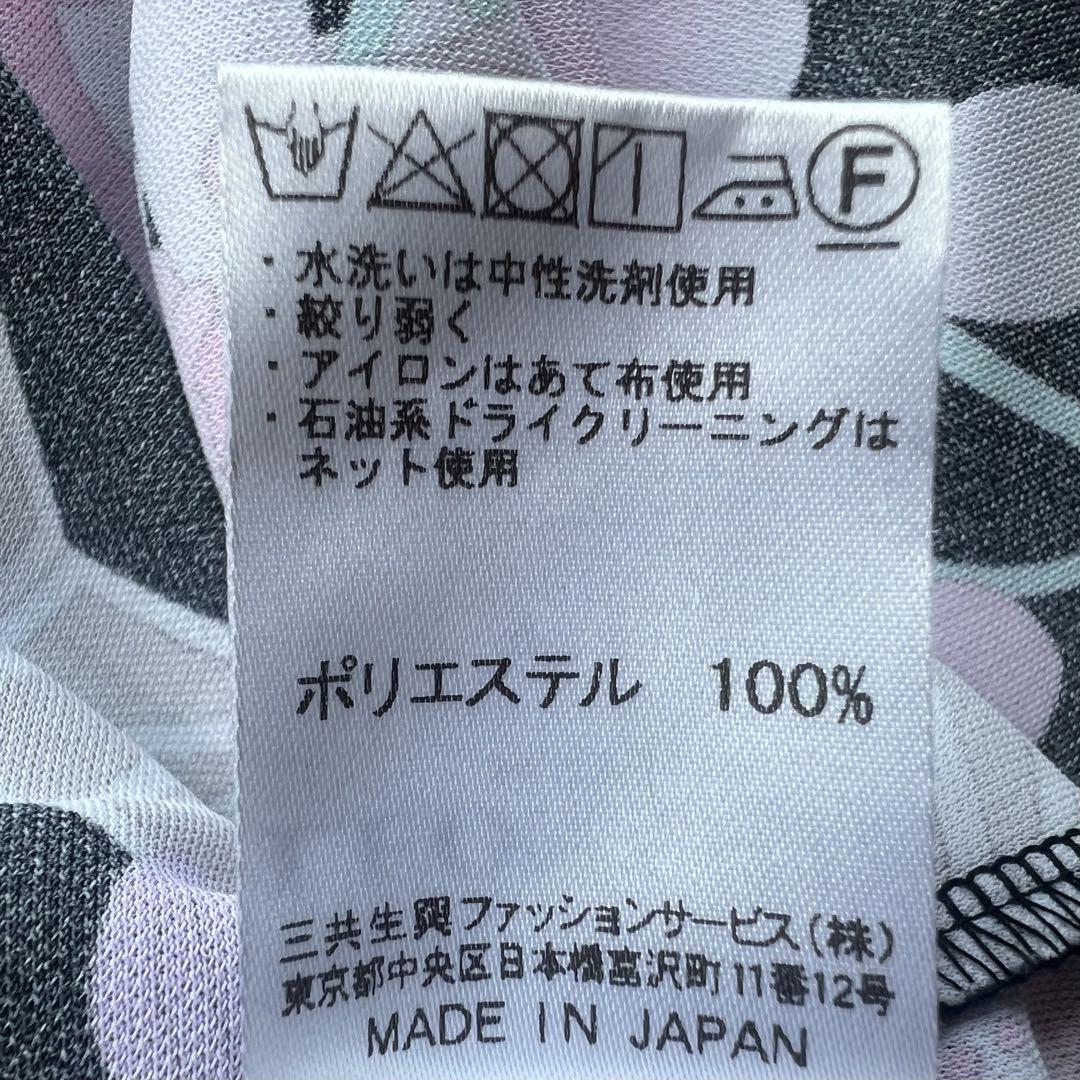 F
・水洗いは中性洗剤使用
・絞り弱く
・アイロンはあて布使用
・石油系ドライクリーニングは
ネット使用
ポリエステル 100%
三共生興ファッションサービス(株)
東京都中央区日本橋富沢町11番12号
MADE IN JAPAN